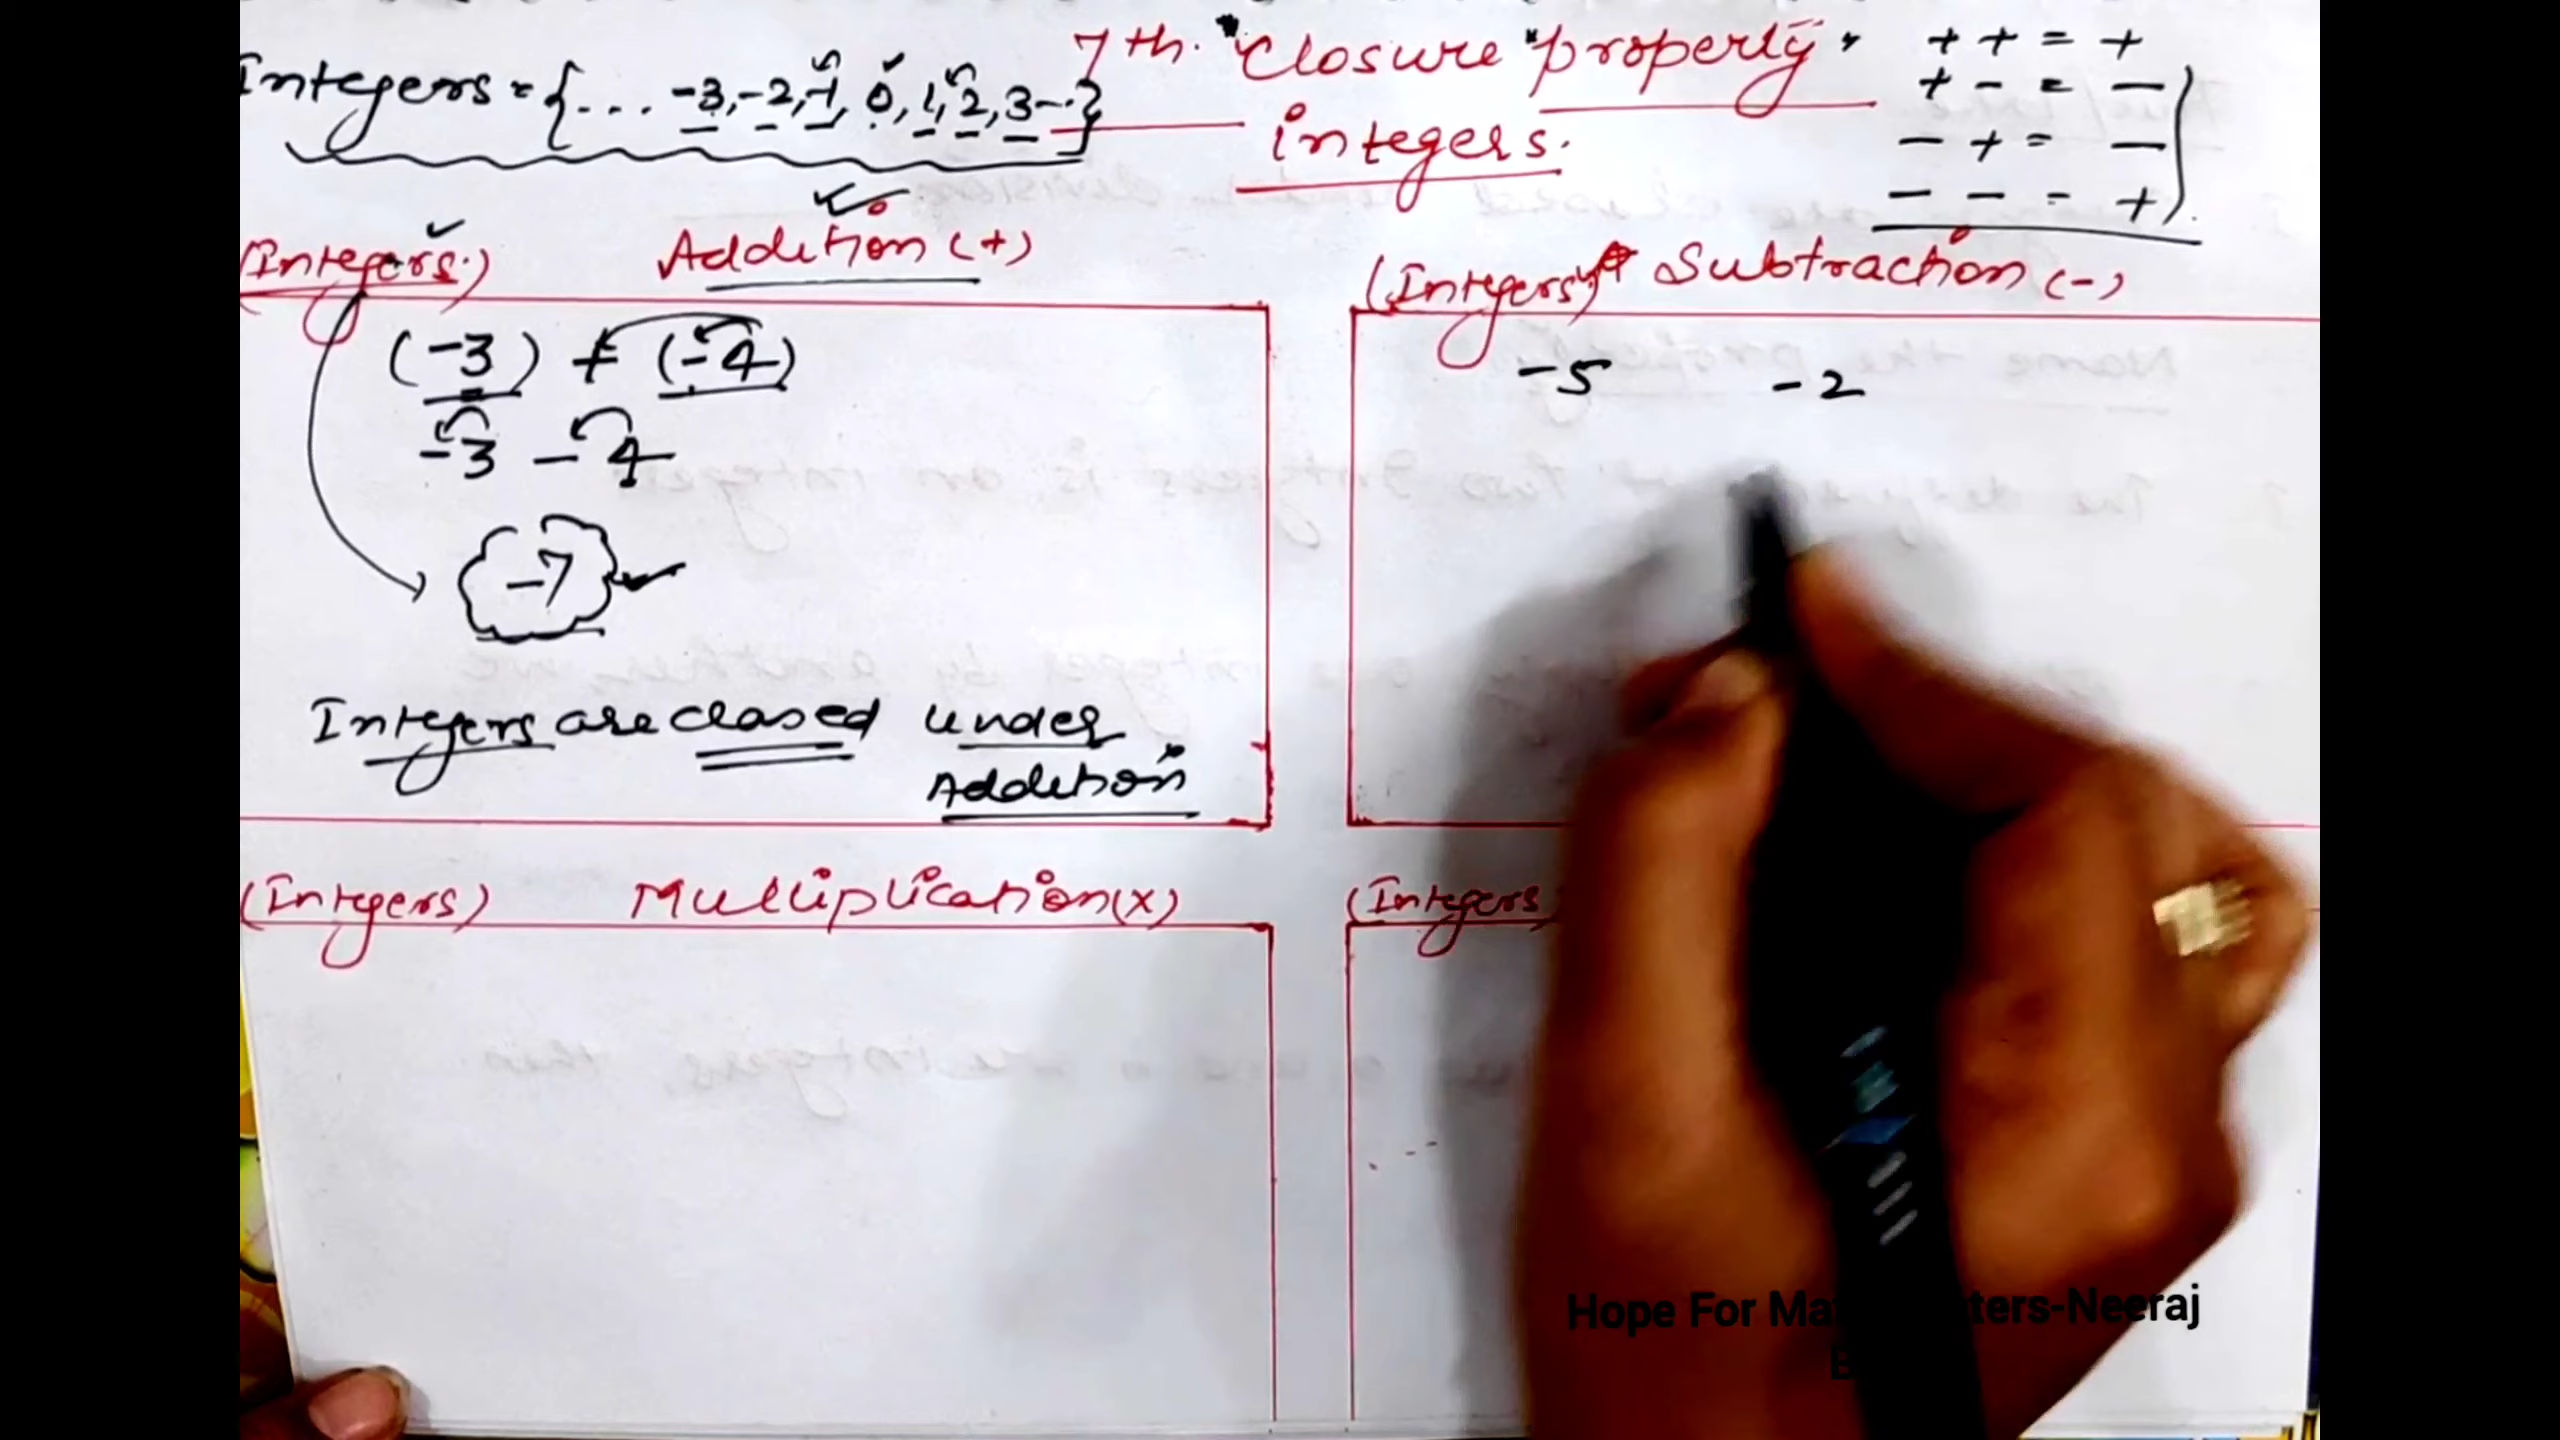 Integers = {... -3, -2, -1, 0, 1, 2, 3 ...}
7th. "Closure property"
integers.
+ + = +
+ - = -
- + = -
- - = +
(Integers.) Addition (+)
(-3) + (-4)
-3 - 4
-7
Integers are closed under
Addition
(Integers) Subtraction (-)
-5 -2
(Integers) Multiplication (x)
(Integers
Hope For Ma ters-Neeraj